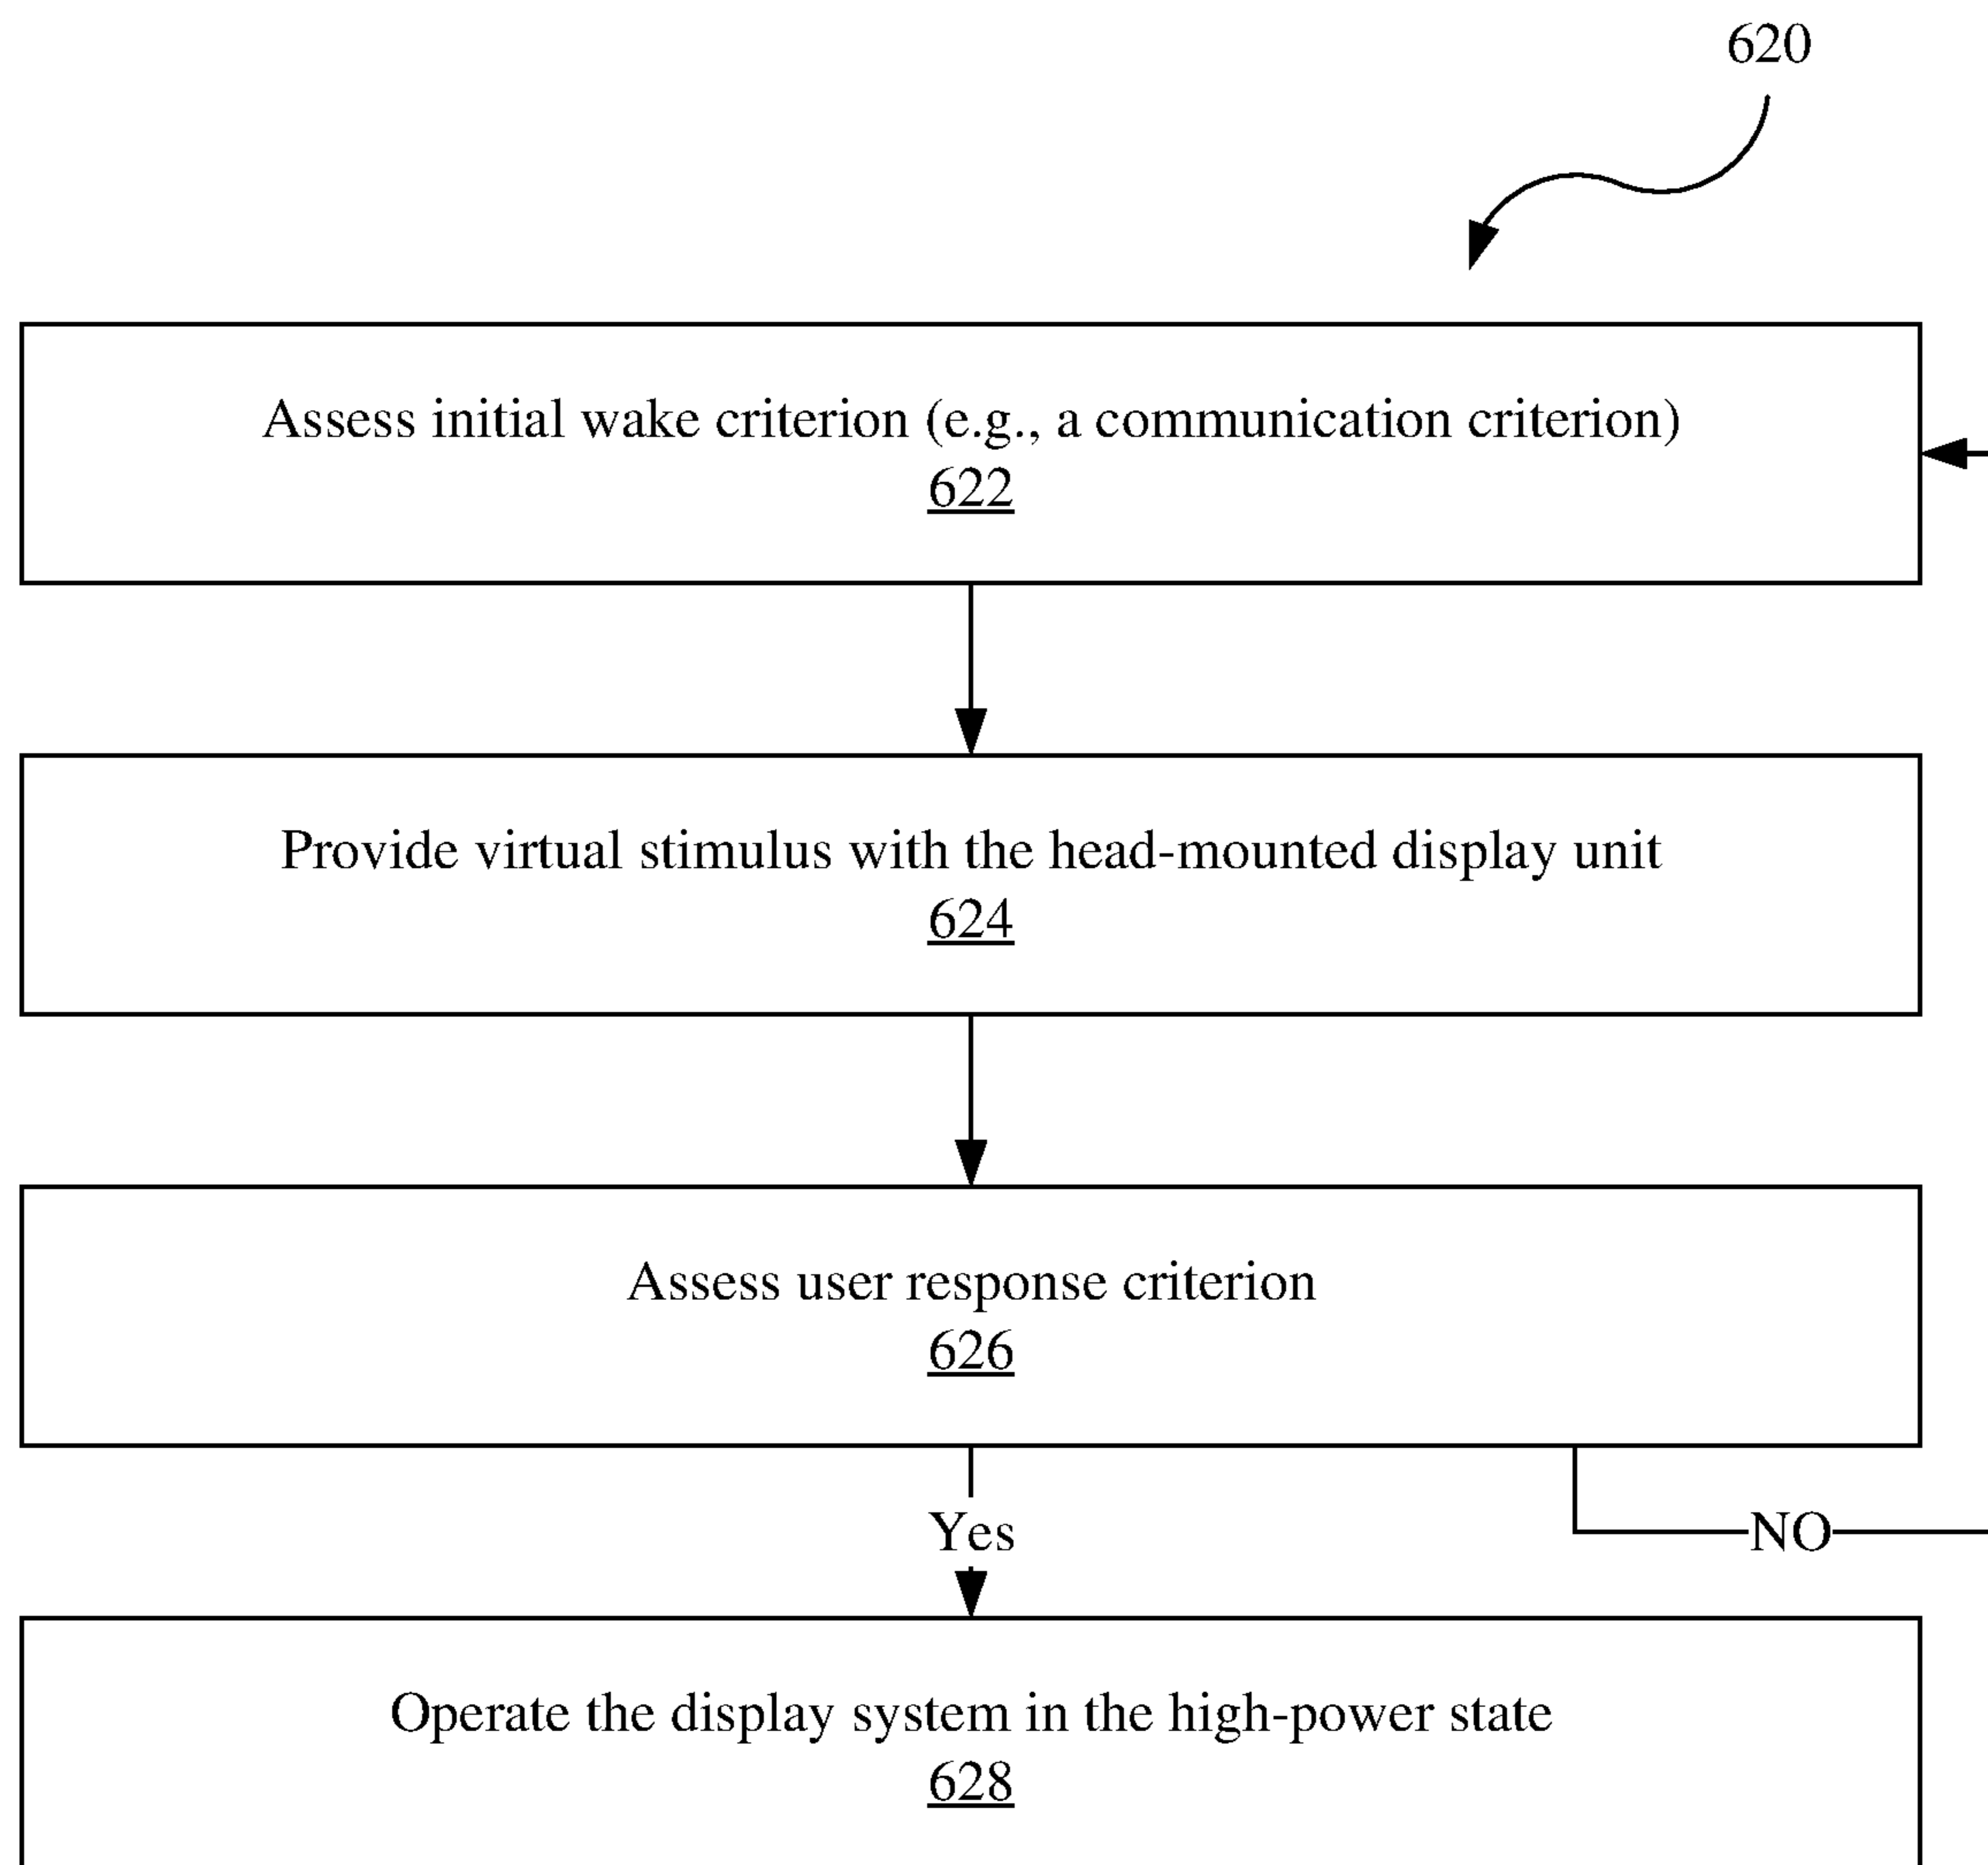 620
Assess initial wake criterion (e.g., a communication criterion)
622
Provide virtual stimulus with the head-mounted display unit
624
Assess user response criterion
626
Yes
NO
Operate the display system in the high-power state
628